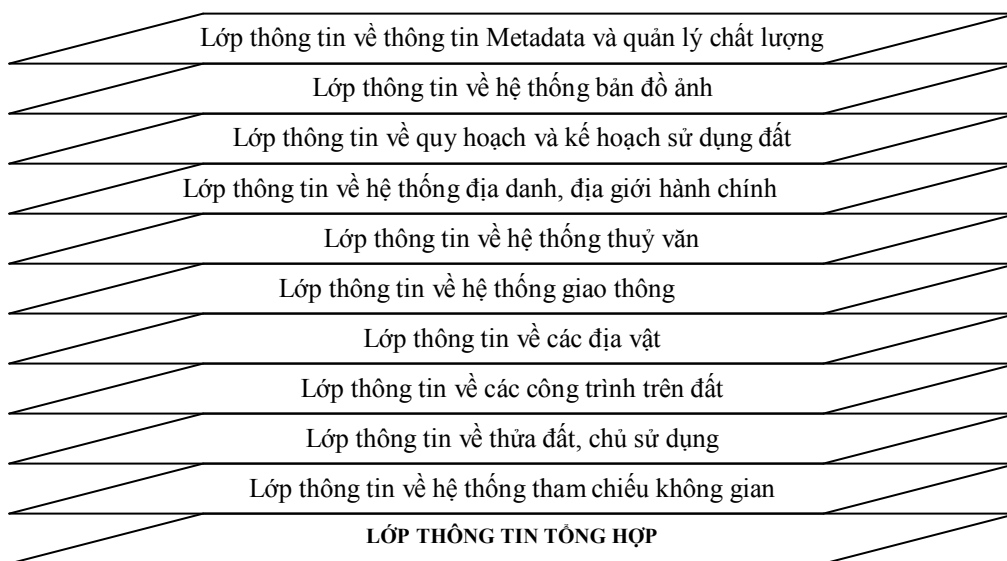 Lớp thông tin về thông tin Metadata và quản lý chất lượng
Lớp thông tin về hệ thống bản đồ ảnh
Lớp thông tin về quy hoạch và kế hoạch sử dụng đất
Lớp thông tin về hệ thống địa danh, địa giới hành chính
Lớp thông tin về hệ thống thuỷ văn
Lớp thông tin về hệ thống giao thông
Lớp thông tin về các địa vật
Lớp thông tin về các công trình trên đất
Lớp thông tin về thửa đất, chủ sử dụng
Lớp thông tin về hệ thống tham chiếu không gian
LỚP THÔNG TIN TỔNG HỢP